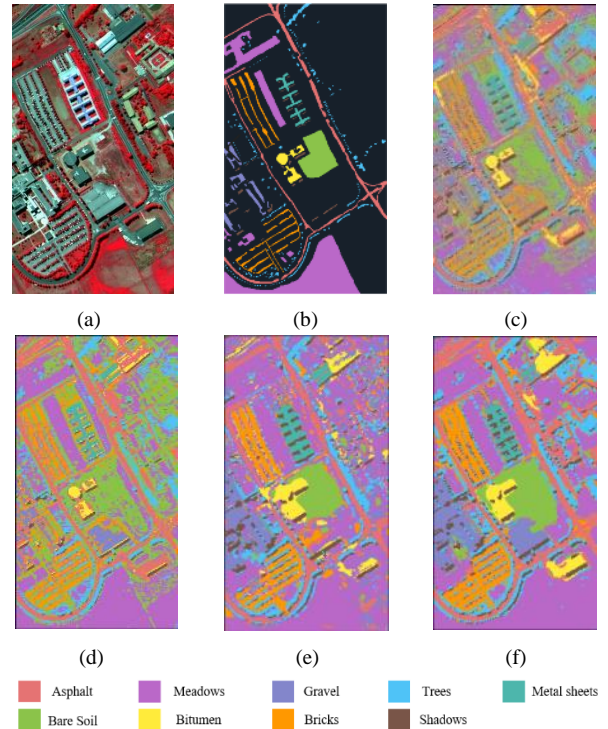 (a) (b) (c)
(d) (e) (f)
Asphalt Meadows Gravel Trees Metal sheets
Bare Soil Bitumen Bricks Shadows